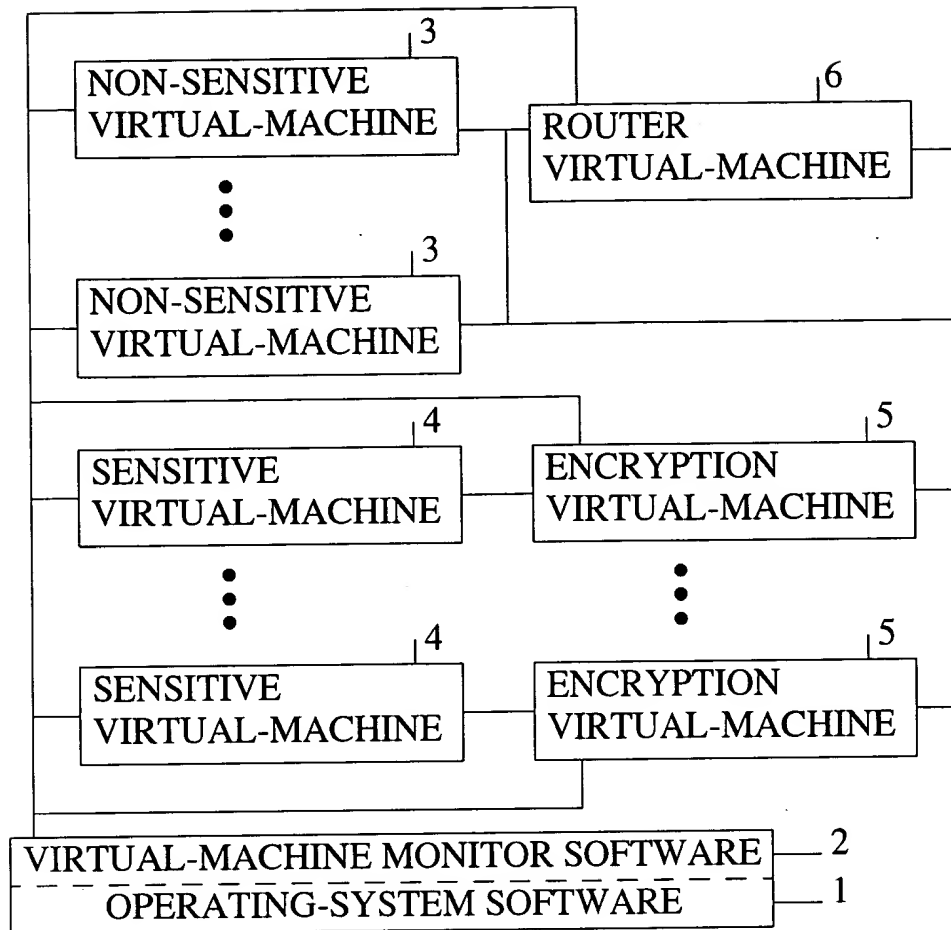 3
NON-SENSITIVE
VIRTUAL-MACHINE
6
ROUTER
VIRTUAL-MACHINE
3
NON-SENSITIVE
VIRTUAL-MACHINE
4
SENSITIVE
VIRTUAL-MACHINE
5
ENCRYPTION
VIRTUAL-MACHINE
4
SENSITIVE
VIRTUAL-MACHINE
5
ENCRYPTION
VIRTUAL-MACHINE
VIRTUAL-MACHINE MONITOR SOFTWARE 2
OPERATING-SYSTEM SOFTWARE 1